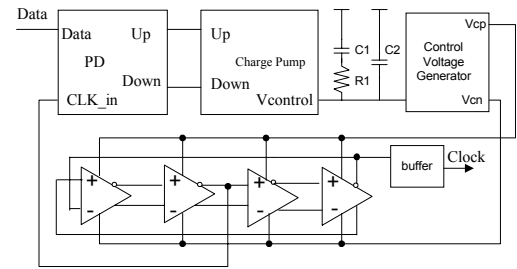 Data
Data
Up
PD
Down
CLK_in
Up
Charge Pump
Down
Vcontrol
C1
C2
R1
Control
Voltage
Generator
Vcp
Vcn
buffer
Clock
+
-
+
-
+
-
+
-